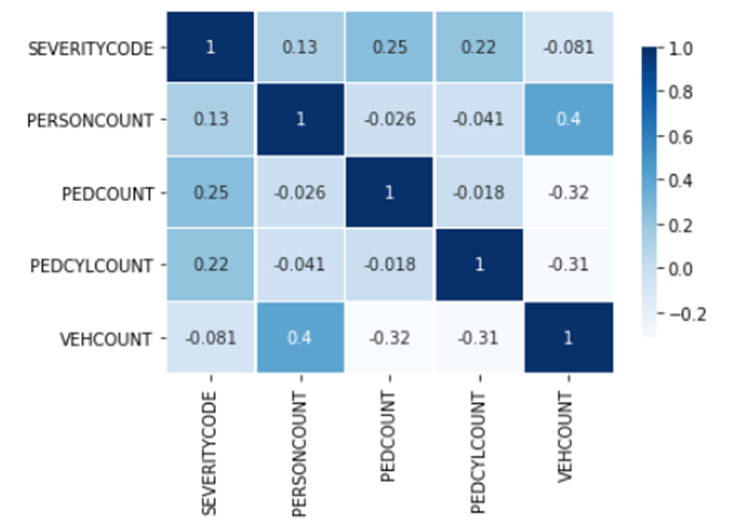 SEVERITYCODE 1 0.13 0.25 0.22 -0.081
PERSONCOUNT 0.13 1 -0.026 -0.041 0.4
PEDCOUNT 0.25 -0.026 1 -0.018 -0.32
PEDCYLCOUNT 0.22 -0.041 -0.018 1 -0.31
VEHCOUNT -0.081 0.4 -0.32 -0.31 1
SEVERITYCODE
PERSONCOUNT
PEDCOUNT
PEDCYLCOUNT
VEHCOUNT
1.0
0.8
0.6
0.4
0.2
0.0
−0.2